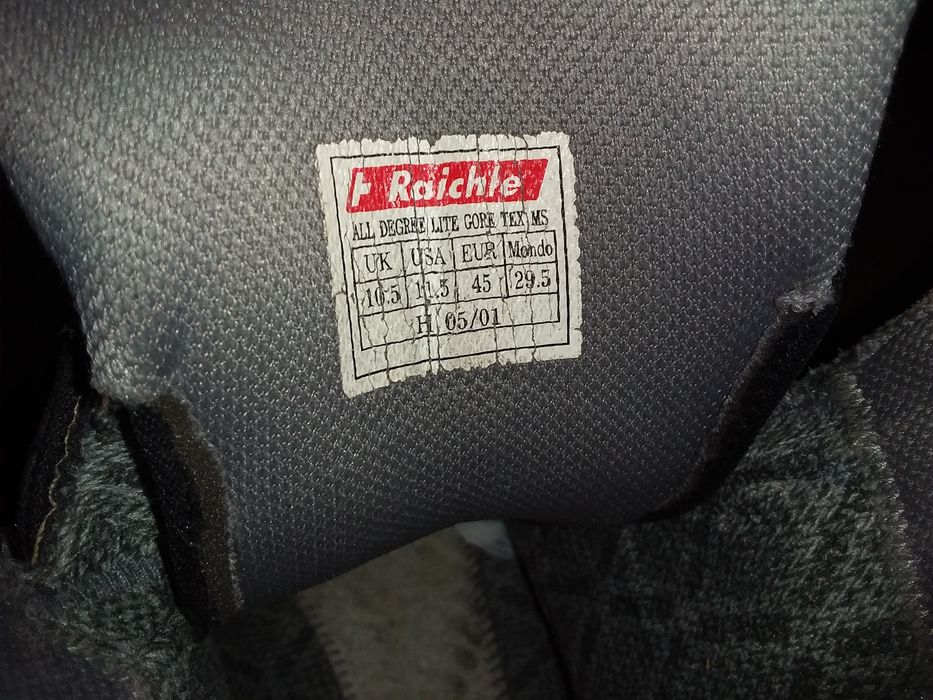 Raichle
ALL DEGREE LITE GORE TEX MS
UK USA EUR Mondo
10.5 11.5 45 29.5
H 05/01